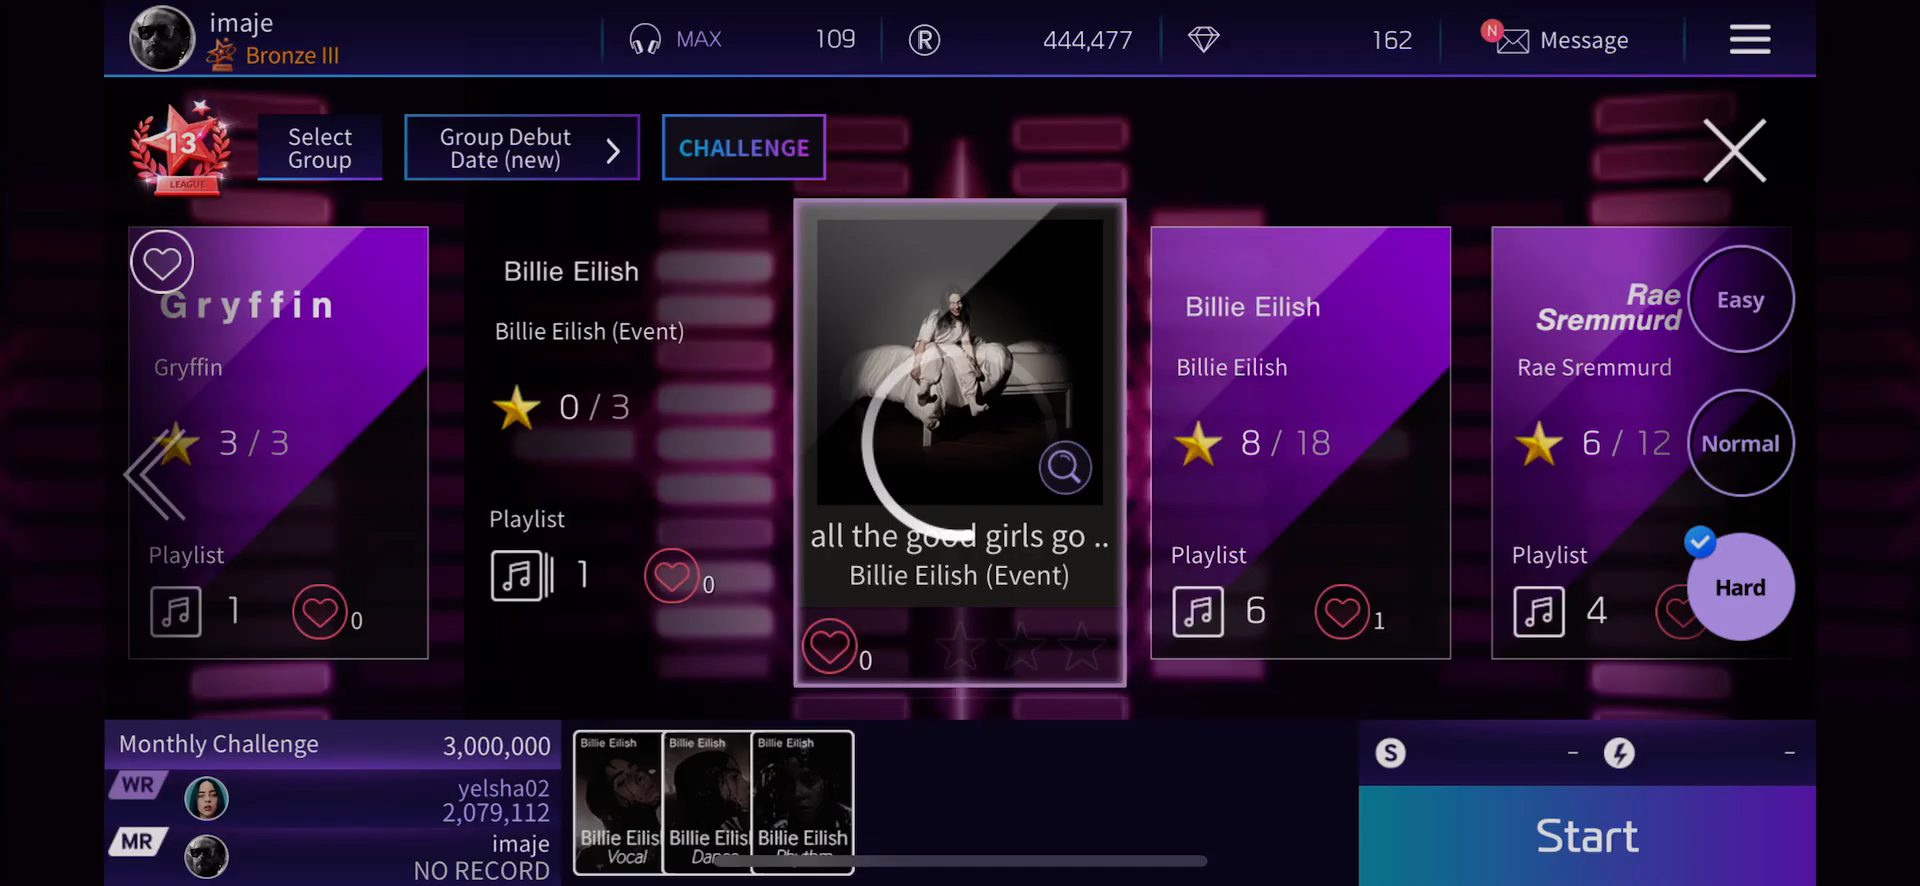 imaje
Bronze III
MAX
109
R
444,477
162
N
Message
13
LEAGUE
Select
Group
Group Debut
Date (new)
CHALLENGE
Gryffin
Gryffin
3 / 3
Playlist
1
0
Billie Eilish
Billie Eilish (Event)
0 / 3
Playlist
1
0
all the good girls go ..
Billie Eilish (Event)
0
Billie Eilish
Billie Eilish
8 / 18
Playlist
6
1
Rae
Sremmurd
Rae Sremmurd
6 / 12
Playlist
4
Easy
Normal
Hard
Monthly Challenge
3,000,000
WR
yelsha02
2,079,112
MR
imaje
NO RECORD
Billie Eilish
Billie Eilis
Vocal
Billie Eilish
Billie Eilis
Dance
Billie Eilish
Billie Eilish
Rhythm
S
–
–
Start